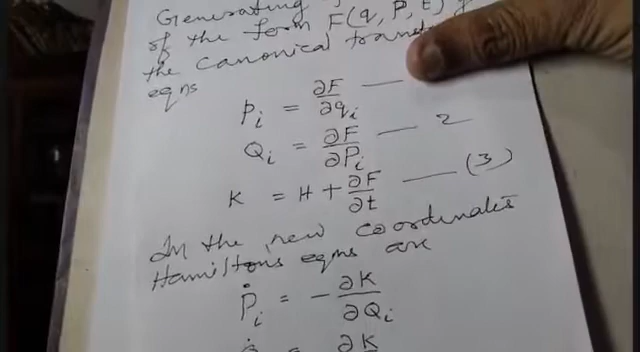 Generating
of the form F(q, P, t)
the canonical
eqns
pi = ∂F/∂qi —
Qi = ∂F/∂Pi — 2
K = H + ∂F/∂t — (3)
In the new coordinates
Hamiltons eqns are
Ṗi = - ∂K/∂Qi
= ∂K